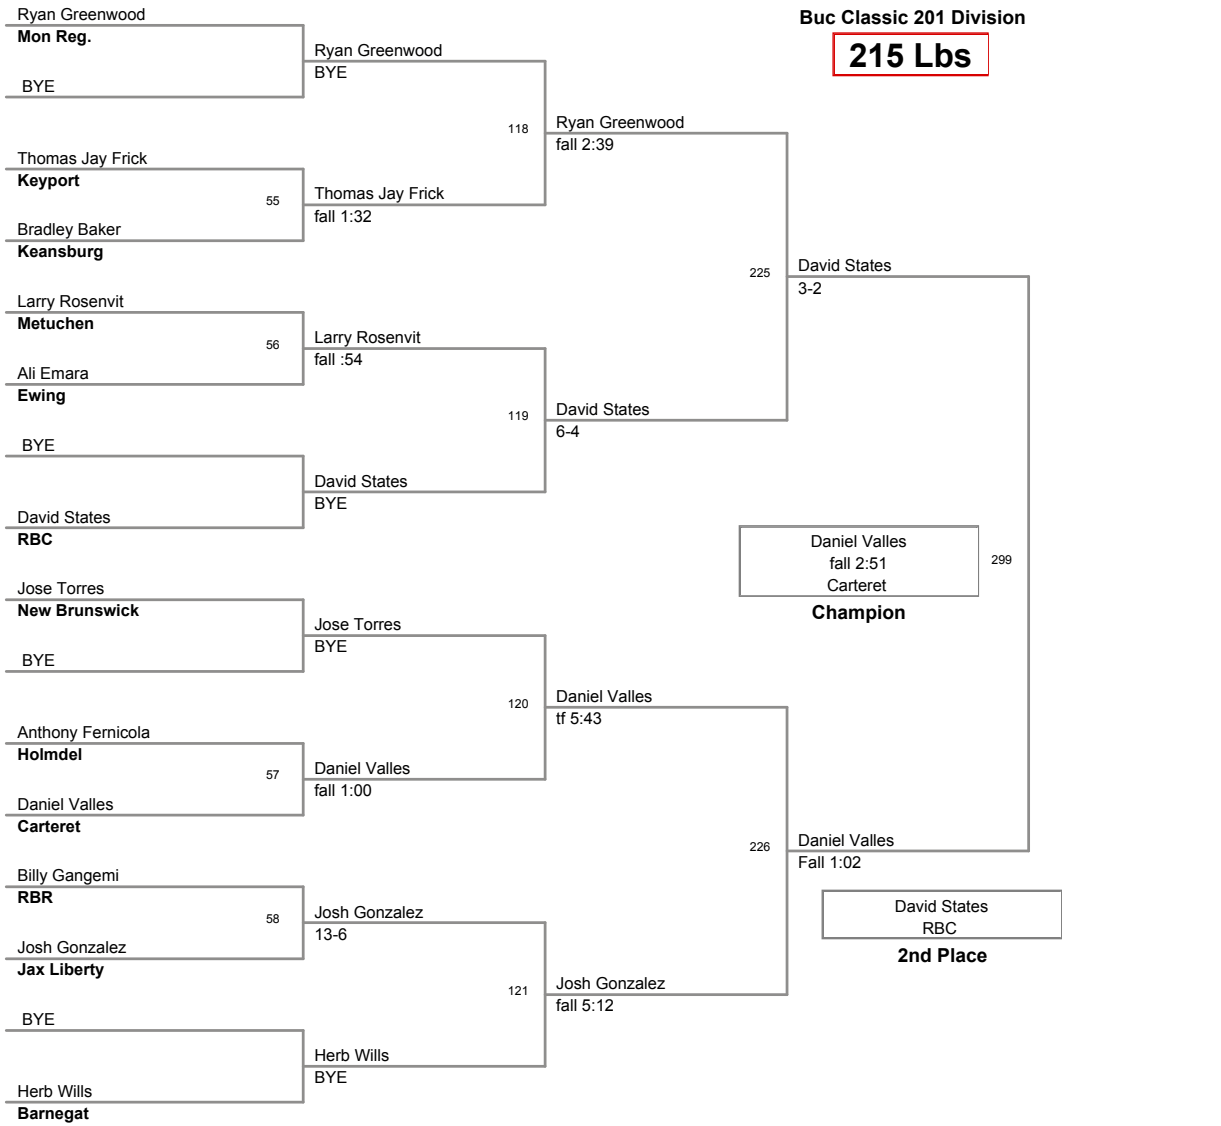 Ryan Greenwood
Buc Classic 201 Division
Mon Reg.
215 Lbs
Ryan Greenwood
BYE
BYE
Ryan Greenwood
118
fall 2:39
Thomas Jay Frick
Keyport
Thomas Jay Frick
55
fall 1:32
Bradley Baker
Keansburg
David States
225
3-2
Larry Rosenvit
Metuchen
Larry Rosenvit
56
fall :54
Ali Emara
Ewing
David States
119
6-4
BYE
David States
BYE
David States
RBC
Daniel Valles
fall 2:51
299
Carteret
Champion
Jose Torres
New Brunswick
Jose Torres
BYE
BYE
Daniel Valles
120
tf 5:43
Anthony Fernicola
Holmdel
Daniel Valles
57
fall 1:00
Daniel Valles
Carteret
Daniel Valles
226
Fall 1:02
Billy Gangemi
RBR
David States
RBC
2nd Place
Josh Gonzalez
58
13-6
Josh Gonzalez
Jax Liberty
Josh Gonzalez
121
fall 5:12
BYE
Herb Wills
BYE
Herb Wills
Barnegat